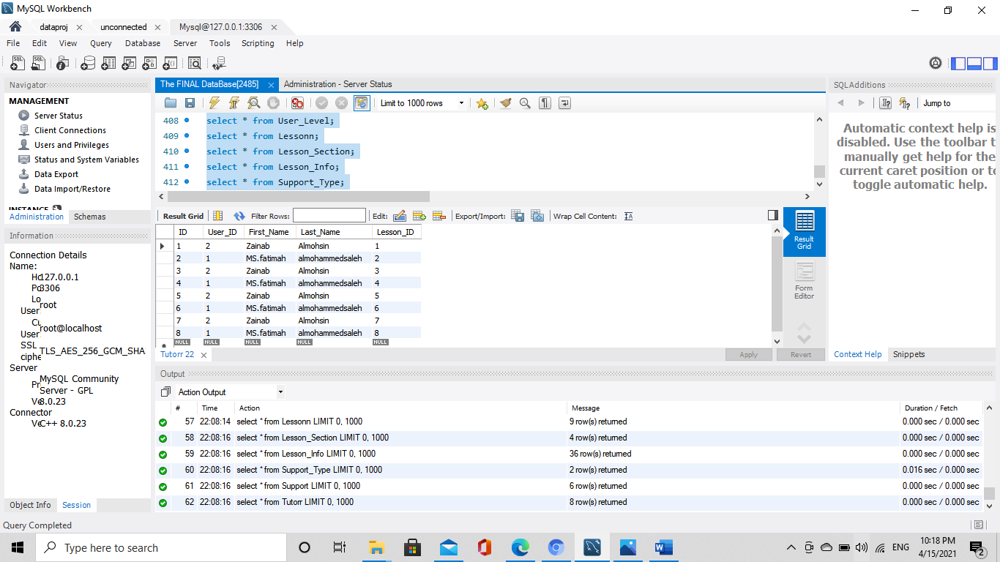 MySQL Workbench
dataproj
unconnected
Mysql@127.0.0.1:3306
File Edit View Query Database Server Tools Scripting Help
Navigator
MANAGEMENT
Server Status
Client Connections
Users and Privileges
Status and System Variables
Data Export
Data Import/Restore
INSTANCE
Administration Schemas
Information
Connection Details
Name:
127.0.0.1
3306
Lo
root
User
Cu
root@localhost
User
SSL
TLS_AES_256_GCM_SHA
ciphe
Server
MySQL Community
Pr
Server - GPL
8.0.23
Connector
C++ 8.0.23
Object Info Session
The FINAL DataBase[2485]
Administration - Server Status
Limit to 1000 rows
408 select * from User_Level;
409 select * from Lessonn;
410 select * from Lesson_Section;
411 select * from Lesson_Info;
412 select * from Support_Type;
Result Grid Filter Rows: Edit: Export/Import: Wrap Cell Content:
ID User_ID First_Name Last_Name Lesson_ID
1 2 Zainab Almohsin 1
2 1 MS.fatimah almohammedsaleh 2
3 2 Zainab Almohsin 3
4 1 MS.fatimah almohammedsaleh 4
5 2 Zainab Almohsin 5
6 1 MS.fatimah almohammedsaleh 6
7 2 Zainab Almohsin 7
8 1 MS.fatimah almohammedsaleh 8
NULL NULL NULL NULL NULL
Result
Grid
Form
Editor
Tutorr 22
Apply Revert
SQLAdditions
Jump to
Automatic context help is
disabled. Use the toolbar t
manually get help for the
current caret position or to
toggle automatic help.
Context Help Snippets
Output
Action Output
# Time Action Message Duration / Fetch
57 22:08:14 select * from Lessonn LIMIT 0, 1000 9 row(s) returned 0.000 sec / 0.000 sec
58 22:08:16 select * from Lesson_Section LIMIT 0, 1000 4 row(s) returned 0.000 sec / 0.000 sec
59 22:08:16 select * from Lesson_Info LIMIT 0, 1000 36 row(s) returned 0.000 sec / 0.000 sec
60 22:08:16 select * from Support_Type LIMIT 0, 1000 2 row(s) returned 0.016 sec / 0.000 sec
61 22:08:16 select * from Support LIMIT 0, 1000 6 row(s) returned 0.000 sec / 0.000 sec
62 22:08:16 select * from Tutorr LIMIT 0, 1000 8 row(s) returned 0.000 sec / 0.000 sec
Query Completed
Type here to search
ENG
10:18 PM
4/15/2021
2